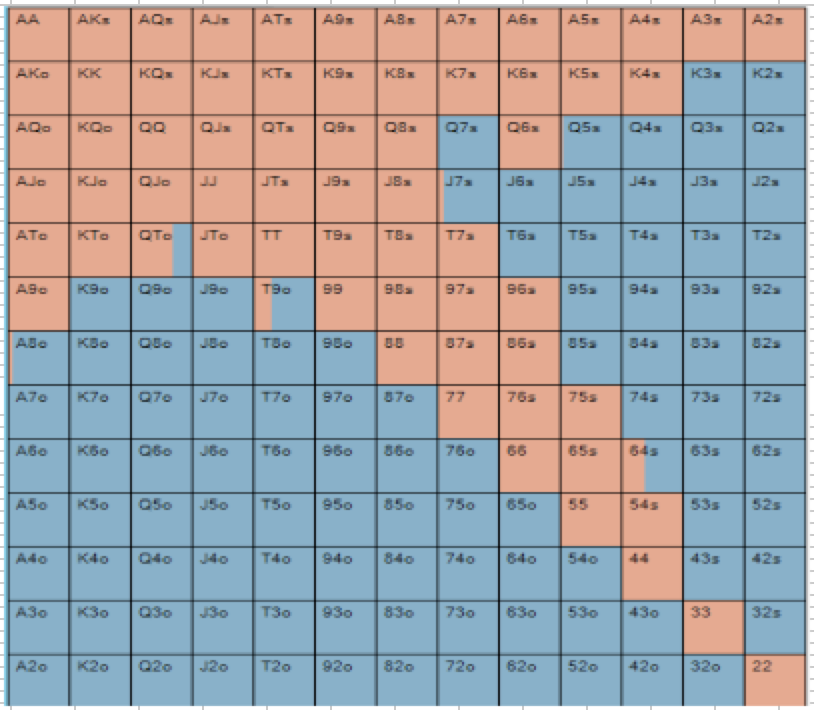 AA AKs AQs AJs ATs A9s A8s A7s A6s A5s A4s A3s A2s
AKo KK KQs KJs KTs K9s K8s K7s K6s K5s K4s K3s K2s
AQo KQo QQ QJs QTs Q9s Q8s Q7s Q6s Q5s Q4s Q3s Q2s
AJo KJo QJo JJ JTs J9s J8s J7s J6s J5s J4s J3s J2s
ATo KTo QTo JTo TT T9s T8s T7s T6s T5s T4s T3s T2s
A9o K9o Q9o J9o T9o 99 98s 97s 96s 95s 94s 93s 92s
A8o K8o Q8o J8o T8o 98o 88 87s 86s 85s 84s 83s 82s
A7o K7o Q7o J7o T7o 97o 87o 77 76s 75s 74s 73s 72s
A6o K6o Q6o J6o T6o 96o 86o 76o 66 65s 64s 63s 62s
A5o K5o Q5o J5o T5o 95o 85o 75o 65o 55 54s 53s 52s
A4o K4o Q4o J4o T4o 94o 84o 74o 64o 54o 44 43s 42s
A3o K3o Q3o J3o T3o 93o 83o 73o 63o 53o 43o 33 32s
A2o K2o Q2o J2o T2o 92o 82o 72o 62o 52o 42o 32o 22